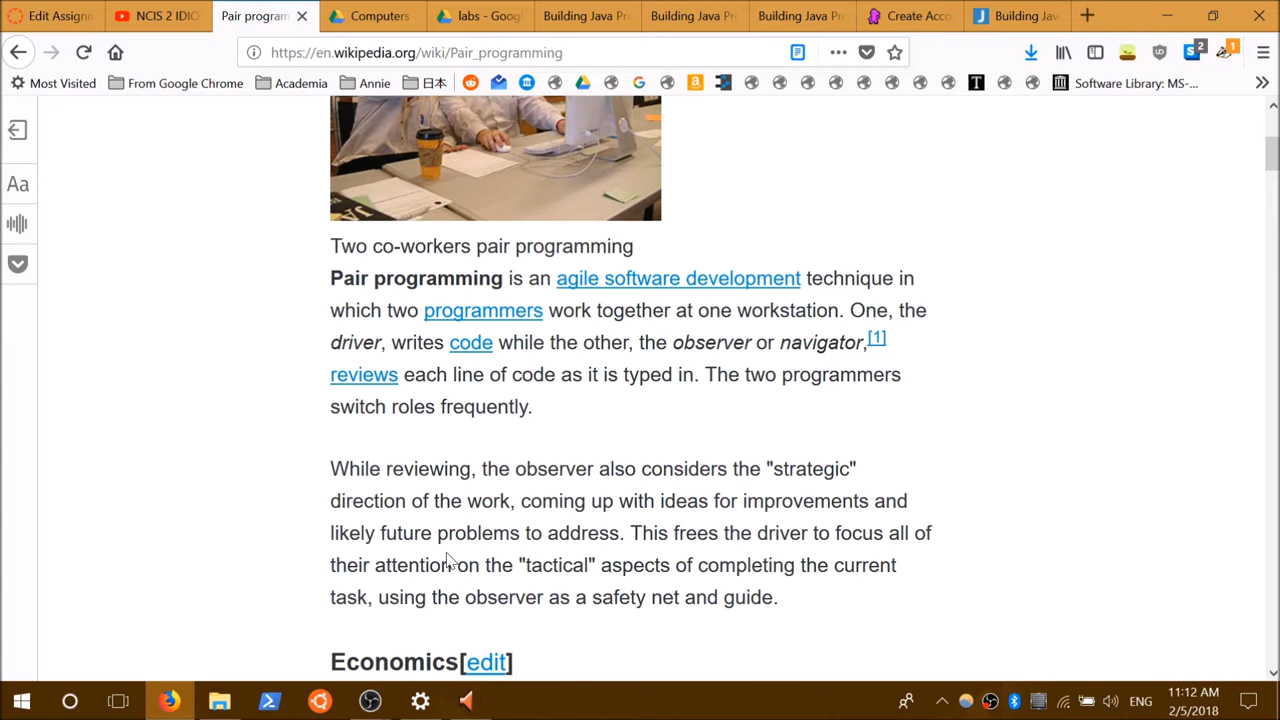 Edit Assignm
NCIS 2 IDIO
Pair program
Computers
labs - Googl
Building Java Pr
Building Java Pr
Building Java Pr
Create Acco
Building Jav
https://en.wikipedia.org/wiki/Pair_programming
2
1
Most Visited
From Google Chrome
Academia
Annie
日本
Software Library: MS-...
Aa
JA
Two co-workers pair programming
Pair programming is an agile software development technique in
which two programmers work together at one workstation. One, the
driver, writes code while the other, the observer or navigator,[1]
reviews each line of code as it is typed in. The two programmers
switch roles frequently.
While reviewing, the observer also considers the "strategic"
direction of the work, coming up with ideas for improvements and
likely future problems to address. This frees the driver to focus all of
their attention on the "tactical" aspects of completing the current
task, using the observer as a safety net and guide.
Economics[edit]
ENG
11:12 AM
2/5/2018